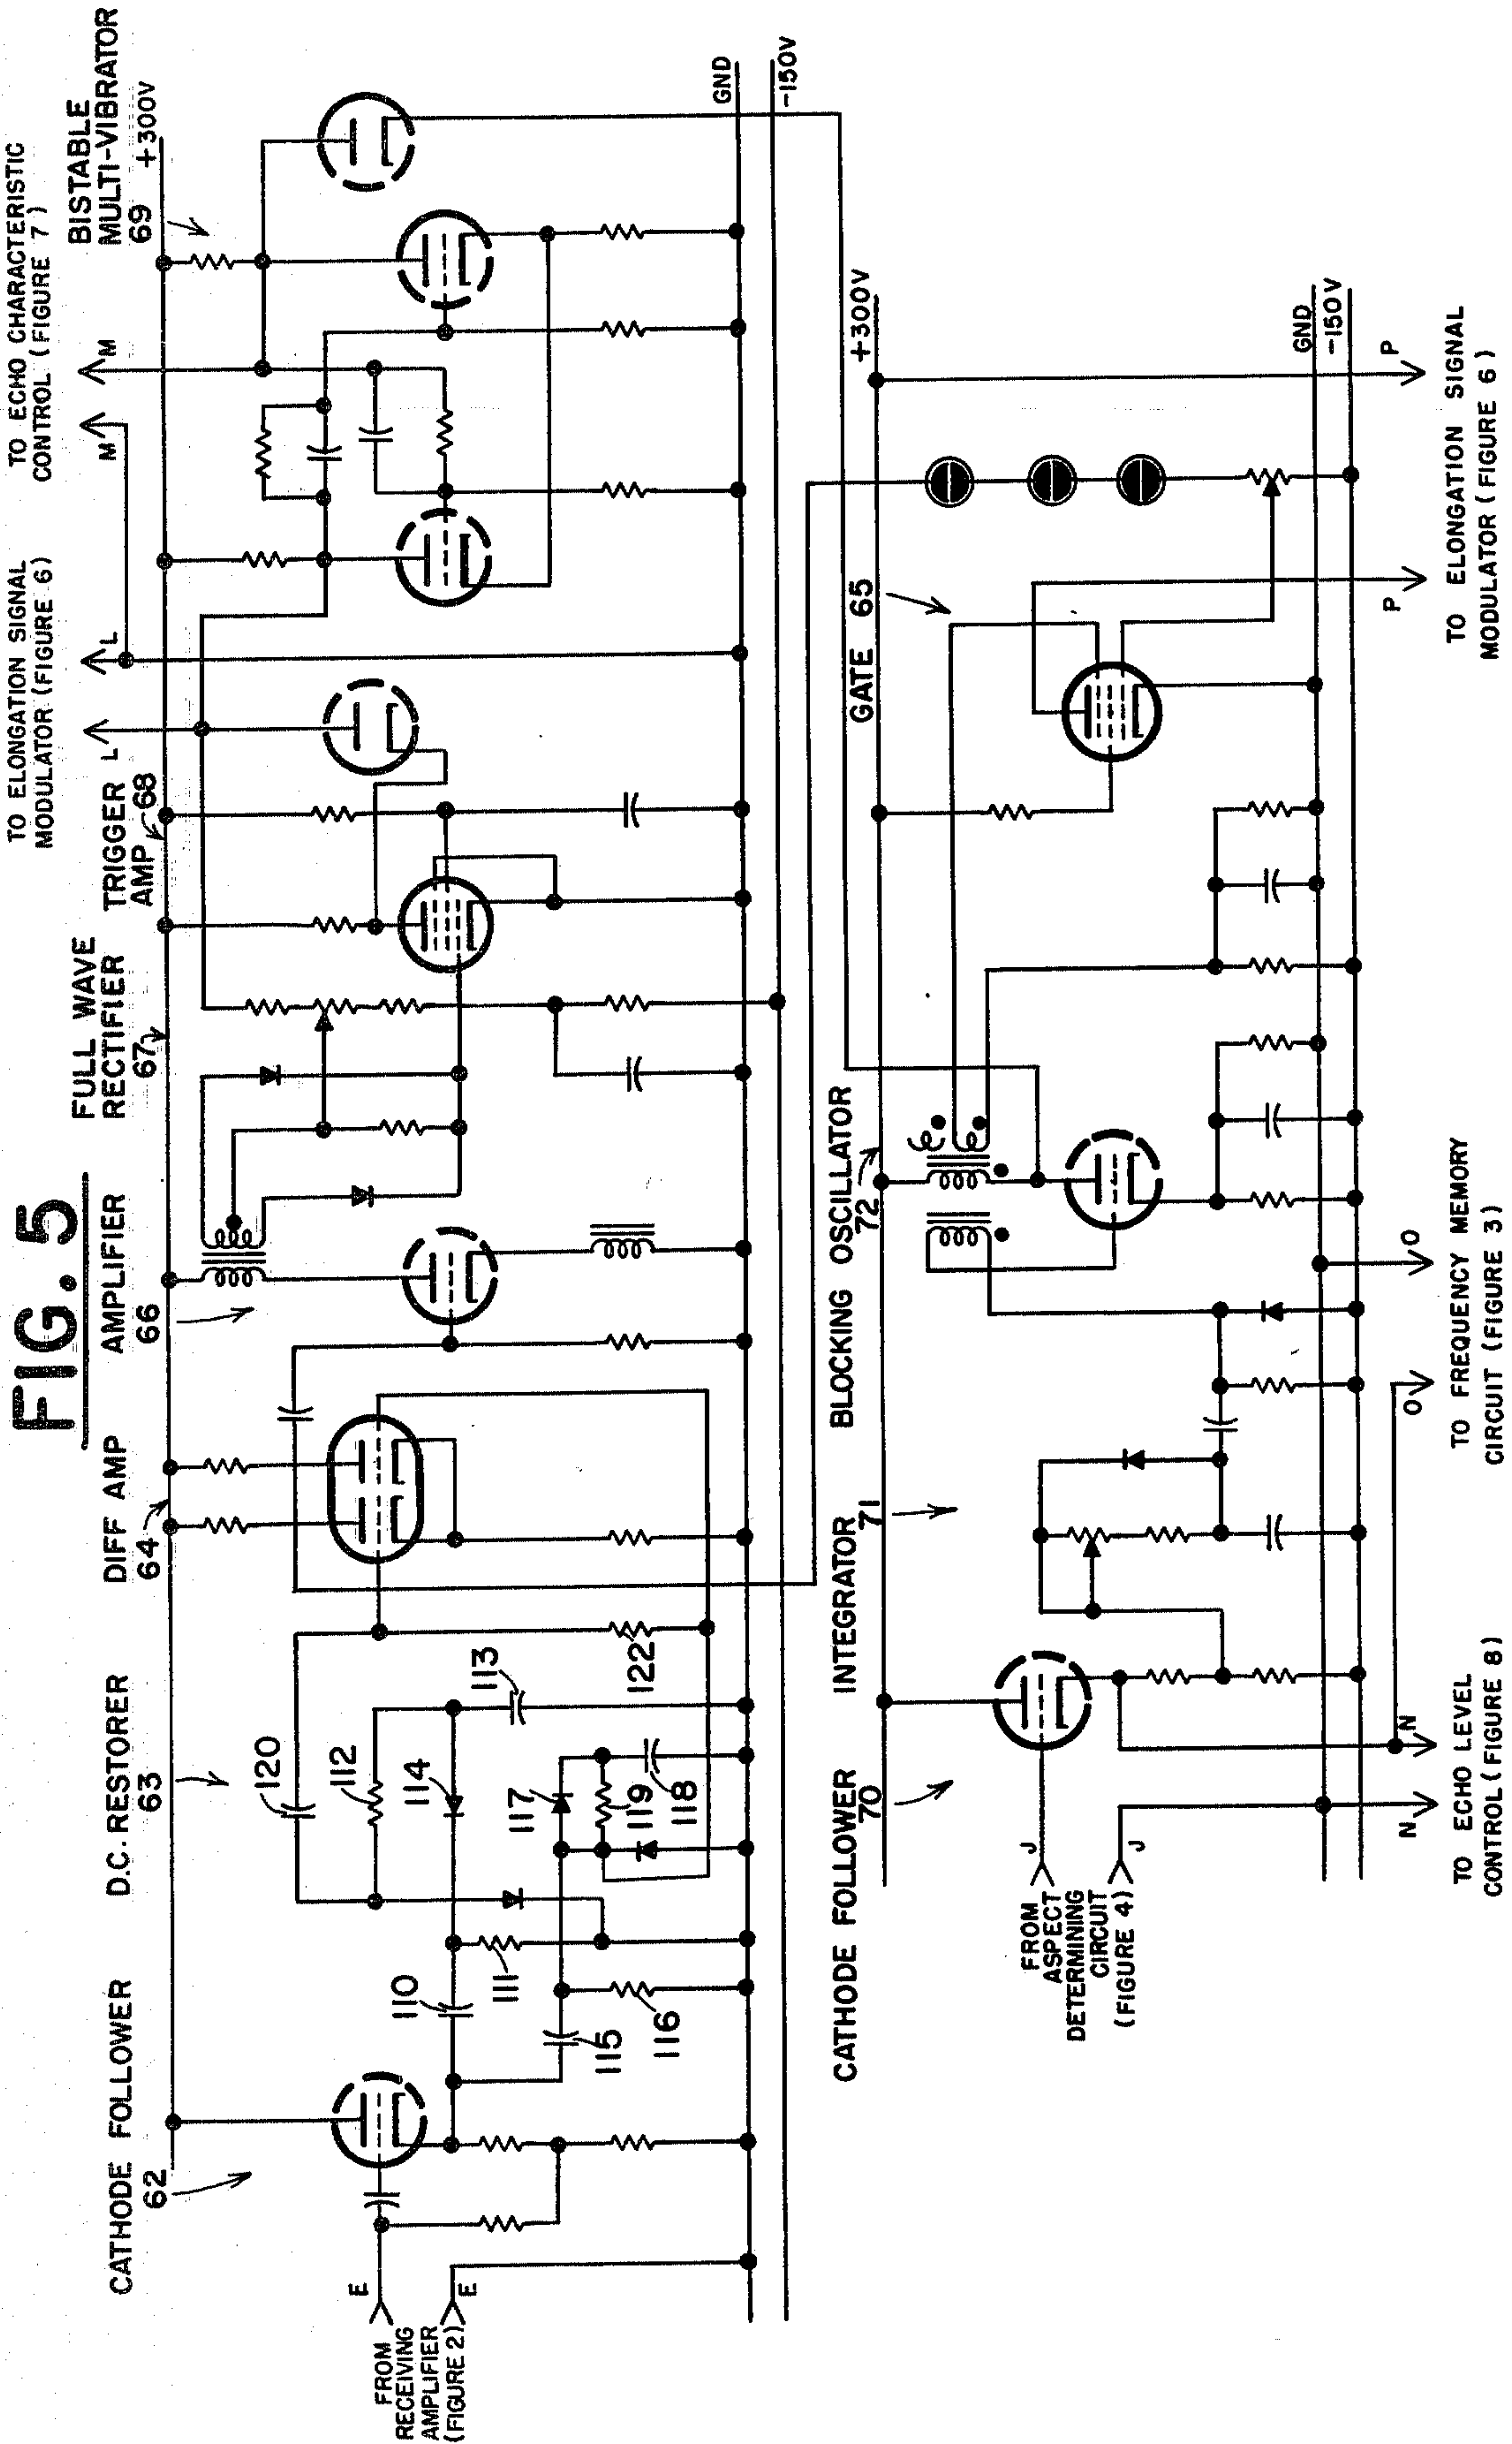 FIG. 5
CATHODE FOLLOWER
62
D.C. RESTORER
63
DIFF AMP
64
AMPLIFIER
66
FULL WAVE
RECTIFIER
67
TRIGGER
AMP
68
TO ELONGATION SIGNAL
MODULATOR (FIGURE 6)
TO ECHO CHARACTERISTIC
CONTROL (FIGURE 7)
BISTABLE
MULTI-VIBRATOR
69
+300V
L
L
M
M
E
E
FROM
RECEIVING
AMPLIFIER
(FIGURE 2)
110
111
112
113
114
115
116
117
118
119
120
122
GND
-150V
CATHODE FOLLOWER
70
INTEGRATOR
71
BLOCKING OSCILLATOR
72
GATE 65
+300V
GND
-150V
J
J
FROM
ASPECT
DETERMINING
CIRCUIT
(FIGURE 4)
N
N
TO ECHO LEVEL
CONTROL (FIGURE 8)
O
O
TO FREQUENCY MEMORY
CIRCUIT (FIGURE 3)
P
P
TO ELONGATION SIGNAL
MODULATOR (FIGURE 6)